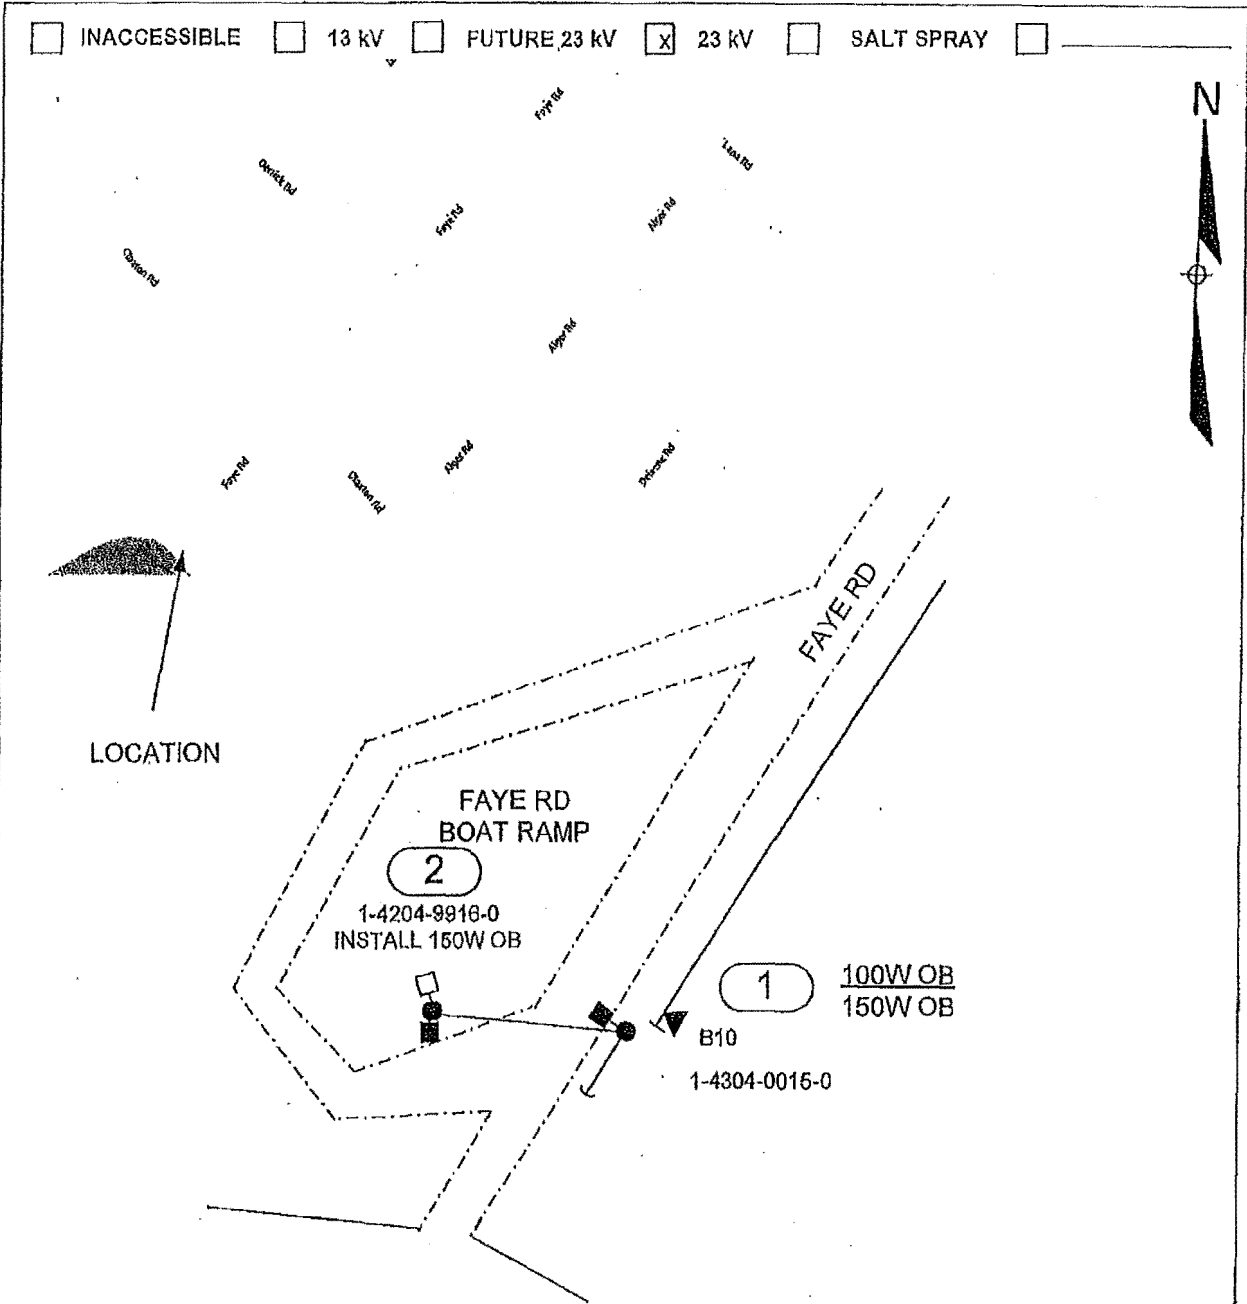 INACCESSIBLE 13 kV FUTURE 23 kV X 23 kV SALT SPRAY
N
Faye Rd
Derrick Rd
Faye Rd
Alger Rd
Alger Rd
Faye Rd
Alger Rd
FAYE RD
LOCATION
FAYE RD
BOAT RAMP
2
1-4204-9916-0
INSTALL 150W OB
1
100W OB
150W OB
B10
1-4304-0015-0